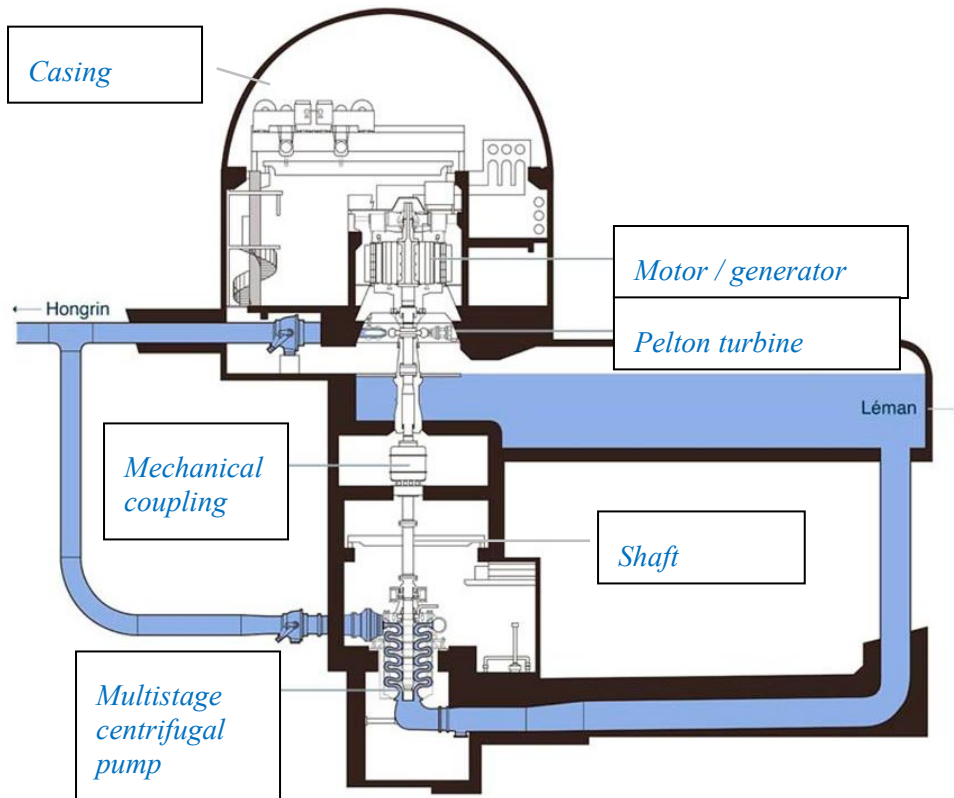 Casing
Motor / generator
Hongrin
Pelton turbine
Léman
Mechanical
coupling
Shaft
Multistage
centrifugal
pump